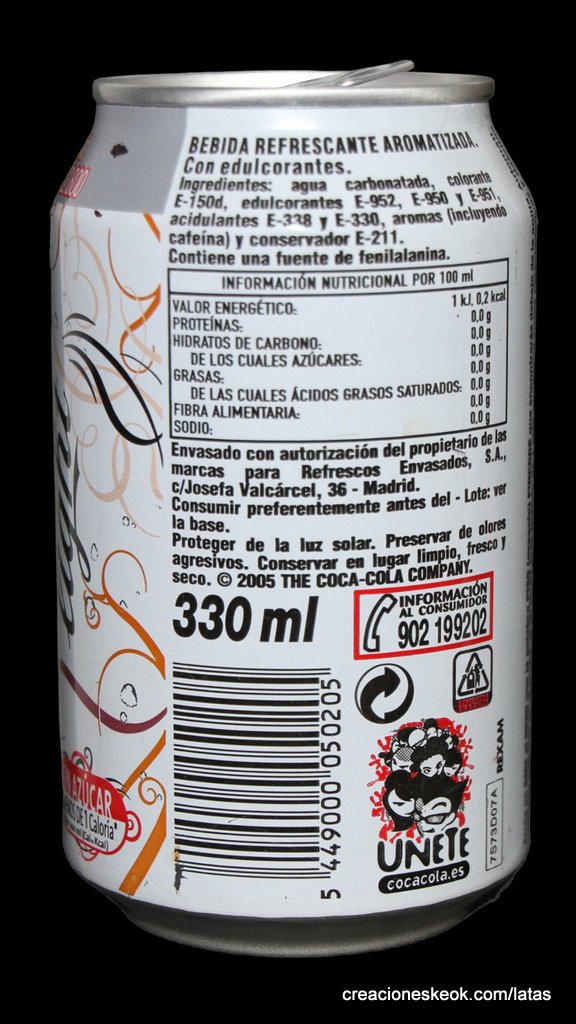 BEBIDA REFRESCANTE AROMATIZADA.
Con edulcorantes.
Ingredientes: agua carbonatada, colorante
E-150d, edulcorantes E-952, E-950 y E-951,
acidulantes E-338 y E-330, aromas (incluyendo
cafeína) y conservador E-211.
Contiene una fuente de fenilalanina.
INFORMACIÓN NUTRICIONAL POR 100 ml
VALOR ENERGÉTICO: 1 kJ, 0,2 kcal
PROTEÍNAS: 0,0 g
HIDRATOS DE CARBONO: 0,0 g
DE LOS CUALES AZÚCARES: 0,0 g
GRASAS: 0,0 g
DE LAS CUALES ÁCIDOS GRASOS SATURADOS: 0,0 g
FIBRA ALIMENTARIA: 0,0 g
SODIO: 0,0 g
Envasado con autorización del propietario de las
marcas para Refrescos Envasados, S.A.,
c/Josefa Valcárcel, 36 - Madrid.
Consumir preferentemente antes del - Lote: ver
la base.
Proteger de la luz solar. Preservar de olores
agresivos. Conservar en lugar limpio, fresco y
seco. © 2005 THE COCA-COLA COMPANY.
330 ml
INFORMACIÓN
AL CONSUMIDOR
902 199202
5 449000 050205
UNETE
cocacola.es
7S73D07A
REXAM
light
AZÚCAR
DE 1 Caloría*
creacioneskeok.com/latas